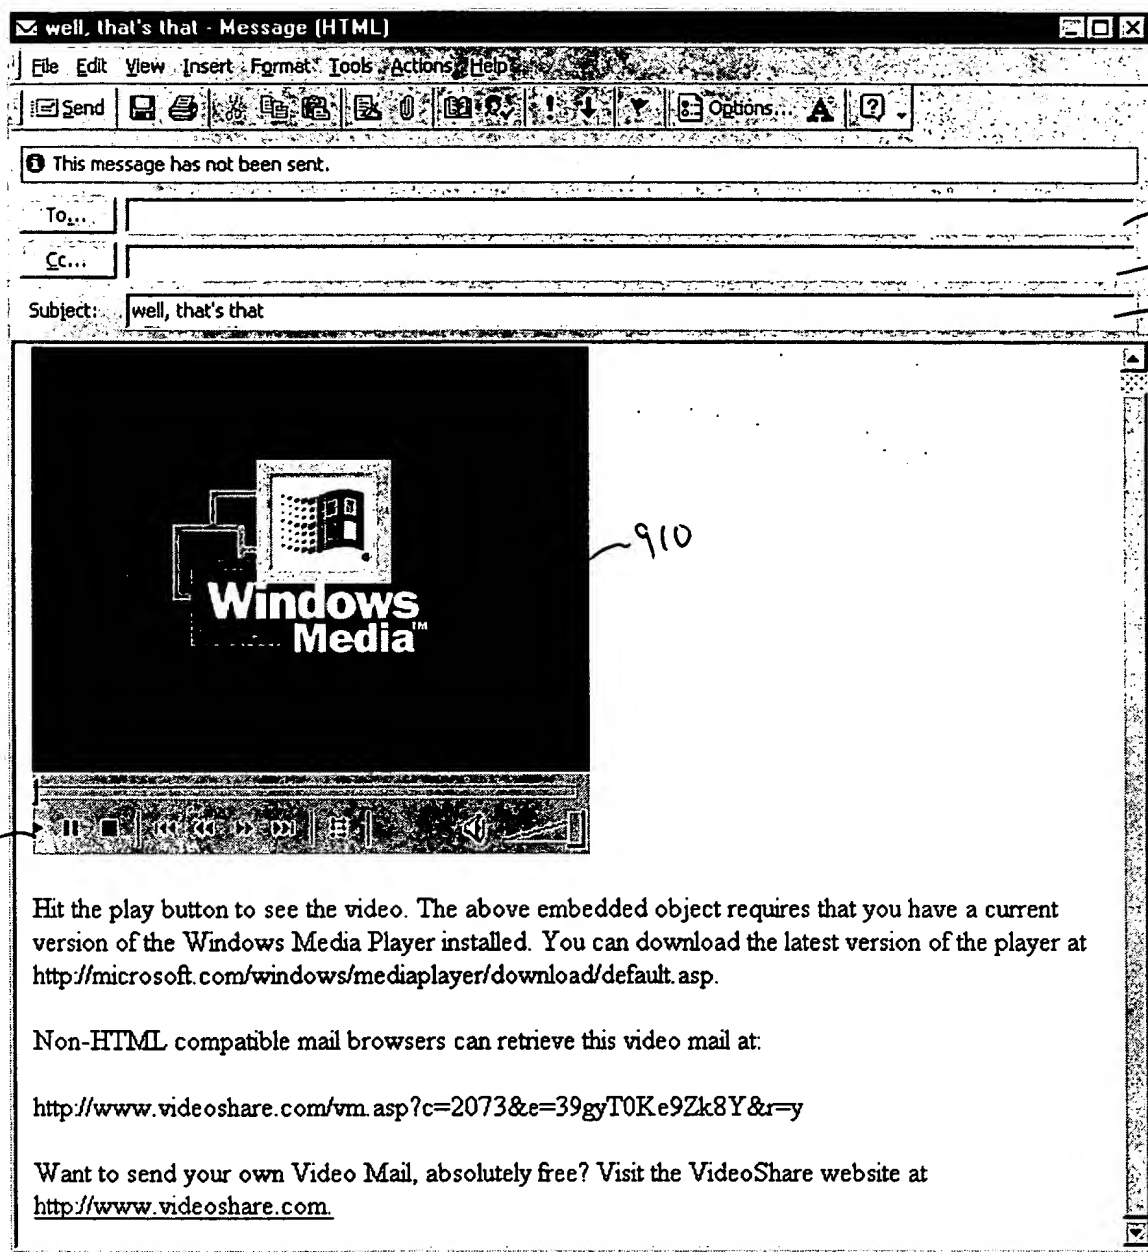 well, that's that - Message (HTML)
File Edit View Insert Format Tools Actions Help
Send Options... A
This message has not been sent.
To...
Cc...
Subject: well, that's that
910
Windows
Media™
Hit the play button to see the video. The above embedded object requires that you have a current
version of the Windows Media Player installed. You can download the latest version of the player at
http://microsoft.com/windows/mediaplayer/download/default.asp.
Non-HTML compatible mail browsers can retrieve this video mail at:
http://www.videoshare.com/vm.asp?c=2073&e=39gyT0Ke9Zk8Y&r=y
Want to send your own Video Mail, absolutely free? Visit the VideoShare website at
http://www.videoshare.com.